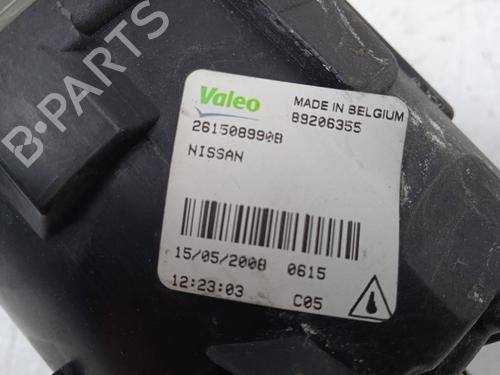 B-PARTS
Valeo
MADE IN BELGIUM
89206355
261508990B
NISSAN
15/05/2008 0615
12:23:03 C05